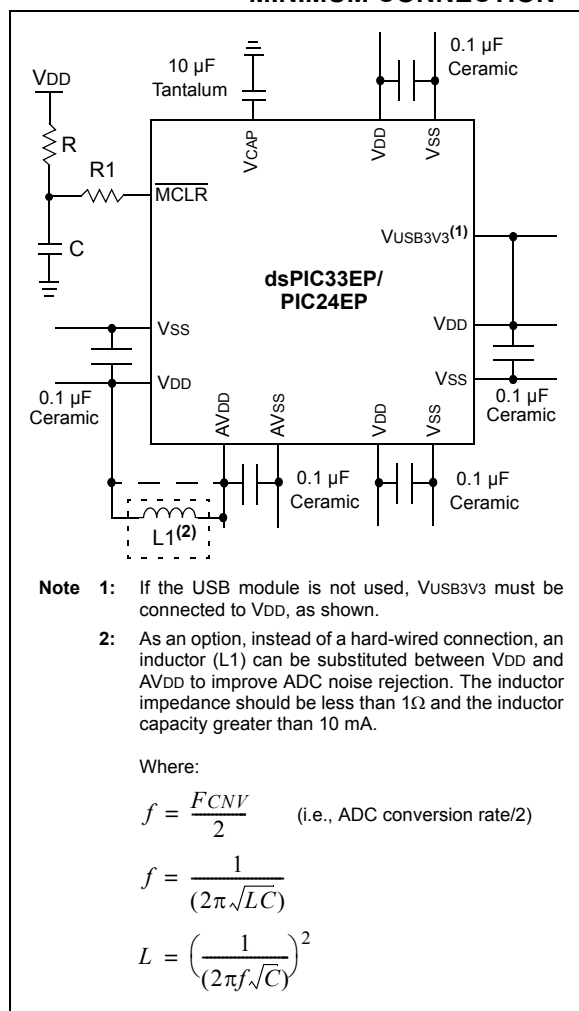 MINIMUM CONNECTION
0.1 µF
Ceramic
10 µF
Tantalum
VDD
R
R1
C
VCAP
VDD
VSS
MCLR
VUSB3V3(1)
dsPIC33EP/
PIC24EP
VSS
VDD
VDD
VSS
0.1 µF
Ceramic
0.1 µF
Ceramic
AVDD
AVSS
VDD
VSS
0.1 µF
Ceramic
0.1 µF
Ceramic
L1(2)
Note 1: If the USB module is not used, VUSB3V3 must be
connected to VDD, as shown.
2: As an option, instead of a hard-wired connection, an
inductor (L1) can be substituted between VDD and
AVDD to improve ADC noise rejection. The inductor
impedance should be less than 1Ω and the inductor
capacity greater than 10 mA.
Where:
f = FCNV / 2 (i.e., ADC conversion rate/2)
f = 1 / (2π√LC)
L = (1 / (2πf√C))²